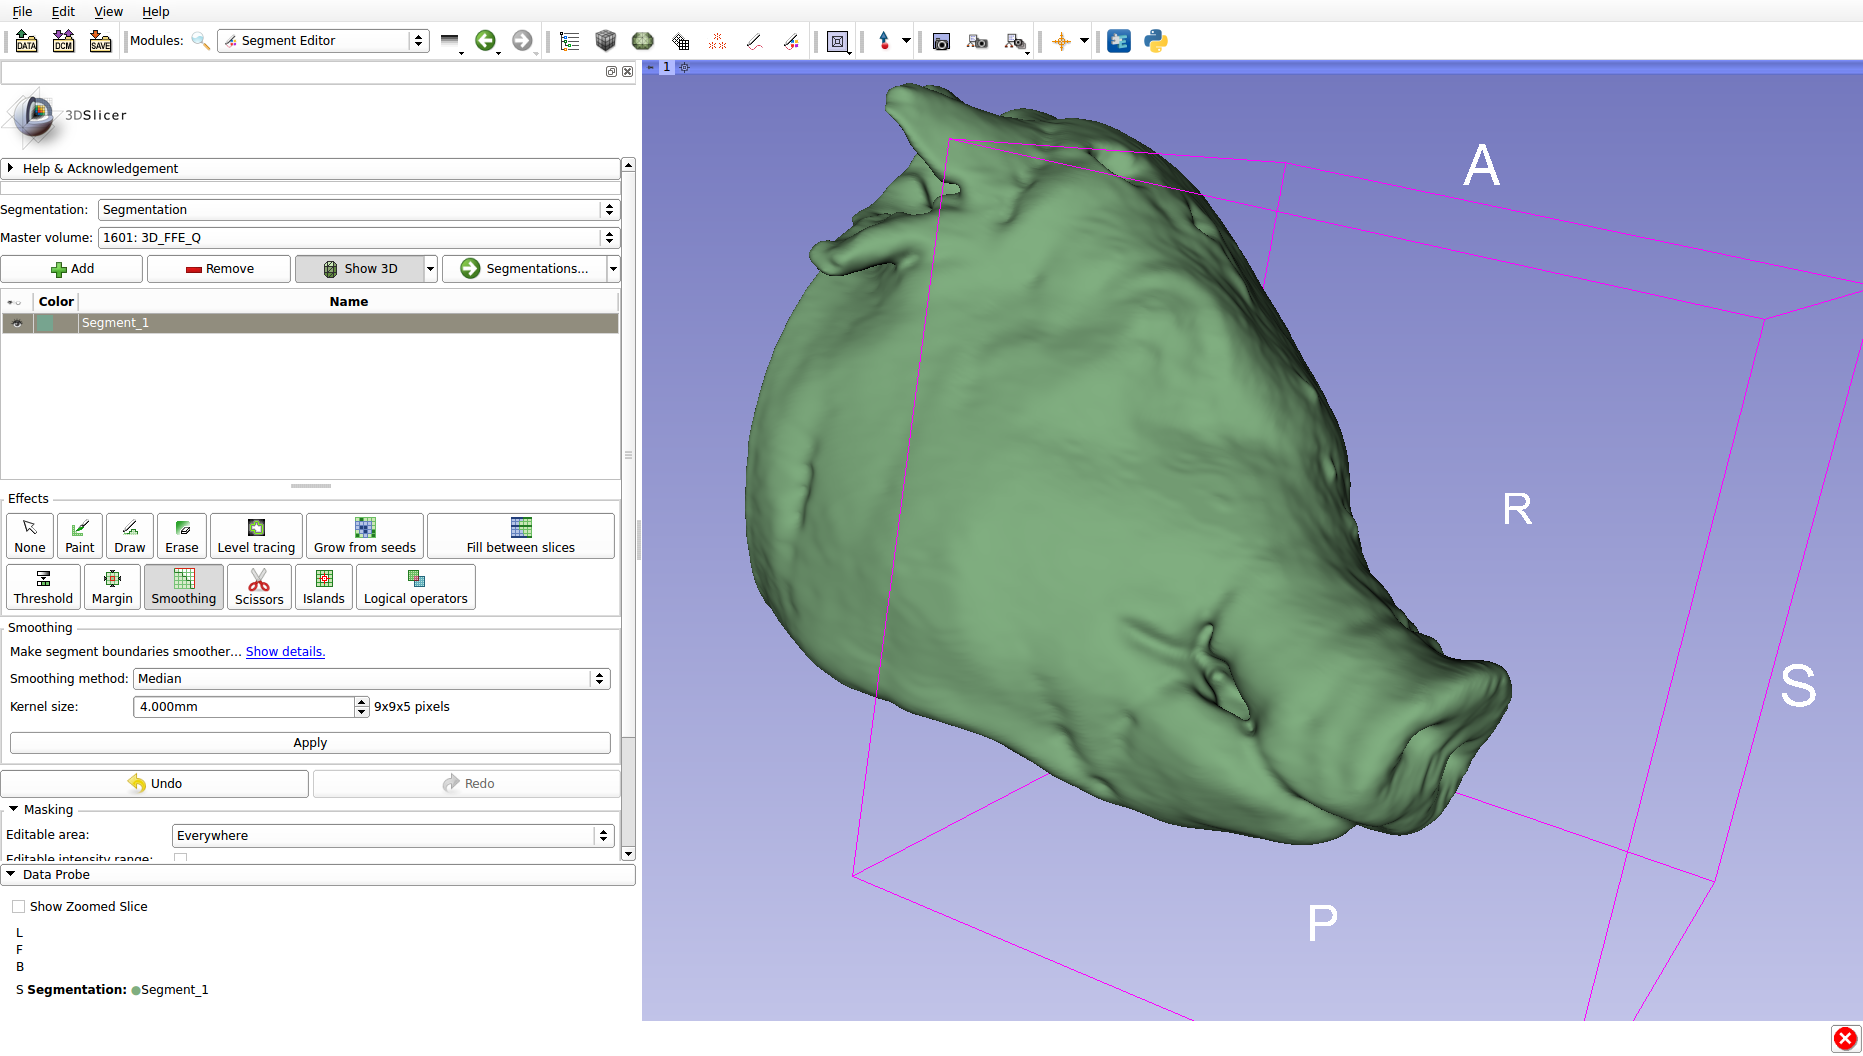 File Edit View Help
DATA DCM SAVE Modules: Segment Editor
1
3DSlicer
Help & Acknowledgement
Segmentation: Segmentation
Master volume: 1601: 3D_FFE_Q
Add Remove Show 3D Segmentations...
Color Name
Segment_1
Effects
None Paint Draw Erase Level tracing Grow from seeds Fill between slices
Threshold Margin Smoothing Scissors Islands Logical operators
Smoothing
Make segment boundaries smoother... Show details.
Smoothing method: Median
Kernel size: 4.000mm 9x9x5 pixels
Apply
Undo Redo
Masking
Editable area: Everywhere
Editable intensity range:
Data Probe
Show Zoomed Slice
L
F
B
S Segmentation: Segment_1
A
R
S
P